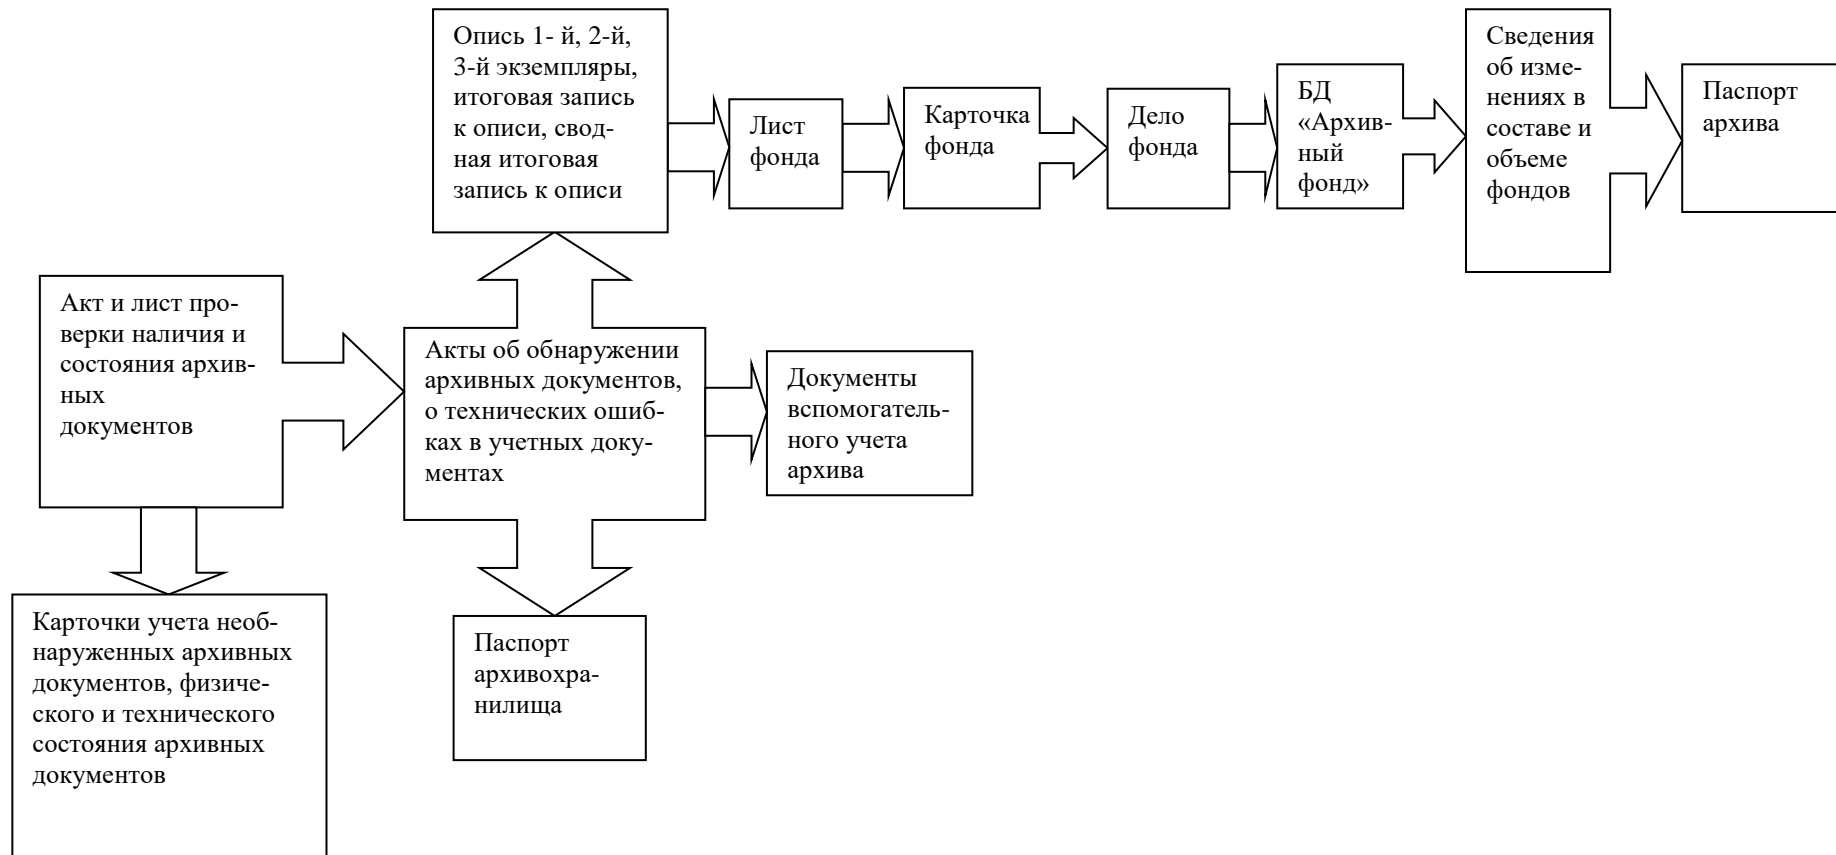 Опись 1- й, 2-й,
3-й экземпляры,
итоговая запись
к описи, свод-
ная итоговая
запись к описи
Лист
фонда
Карточка
фонда
Дело
фонда
БД
«Архив-
ный
фонд»
Сведения
об изме-
нениях в
составе и
объеме
фондов
Паспорт
архива
Акт и лист про-
верки наличия и
состояния архив-
ных
документов
Акты об обнаружении
архивных документов,
о технических ошиб-
ках в учетных доку-
ментах
Документы
вспомогатель-
ного учета
архива
Карточки учета необ-
наруженных архивных
документов, физиче-
ского и технического
состояния архивных
документов
Паспорт
архивохра-
нилища